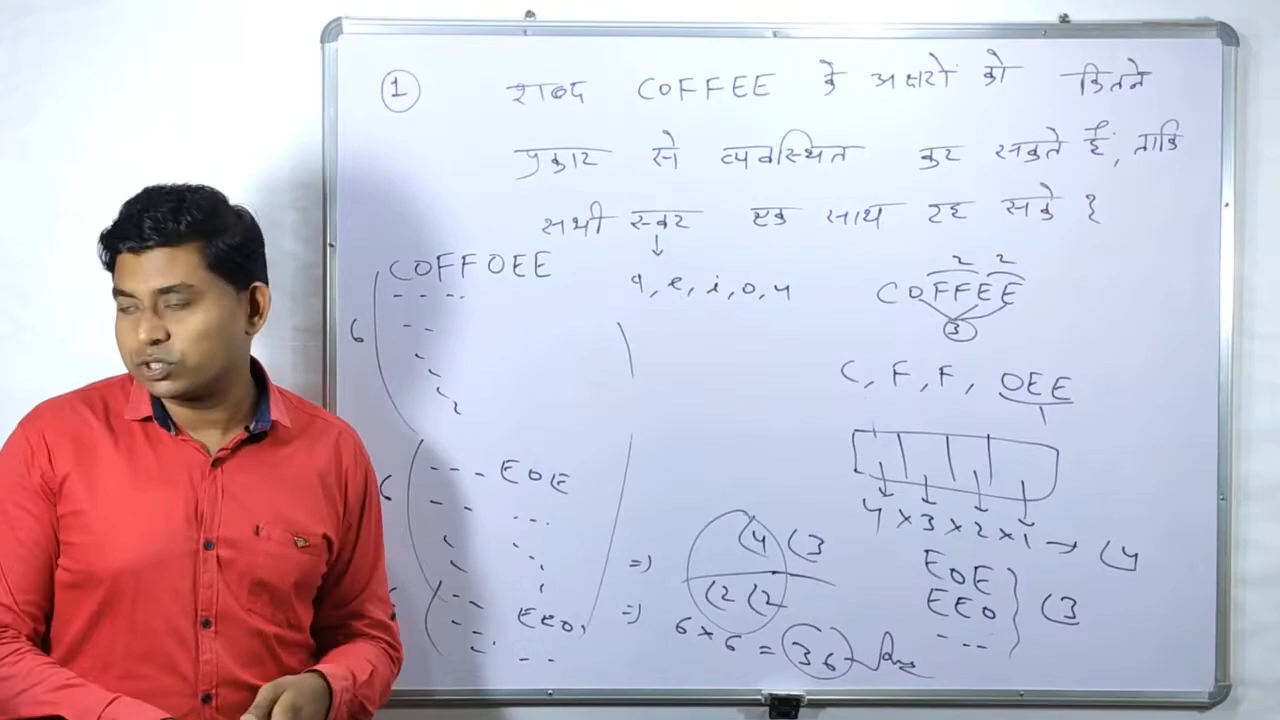 ① शब्द COFFEE के अक्षरों को कितने
प्रकार से व्यवस्थित कर सकते हैं, ताकि
सभी स्वर एक साथ रह सके ?
↓
a, e, i, o, u
COFFOEE
6
6
EOE
EEO,
2 2
COFFEE
③
C, F, F, OEE
4 × 3 × 2 × 1 → ⌊4
EOE
EEO
⌊3
⇒ ⌊4 ⌊3
⇒ ⌊2 ⌊2
6 × 6 = 36 Ans